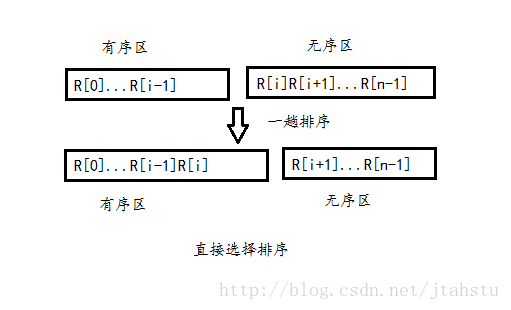 有序区
无序区
R[0]...R[i-1]
R[i]R[i+1]...R[n-1]
一趟排序
R[0]...R[i-1]R[i]
R[i+1]...R[n-1]
有序区
无序区
直接选择排序
http://blog.csdn.net/jtahstu